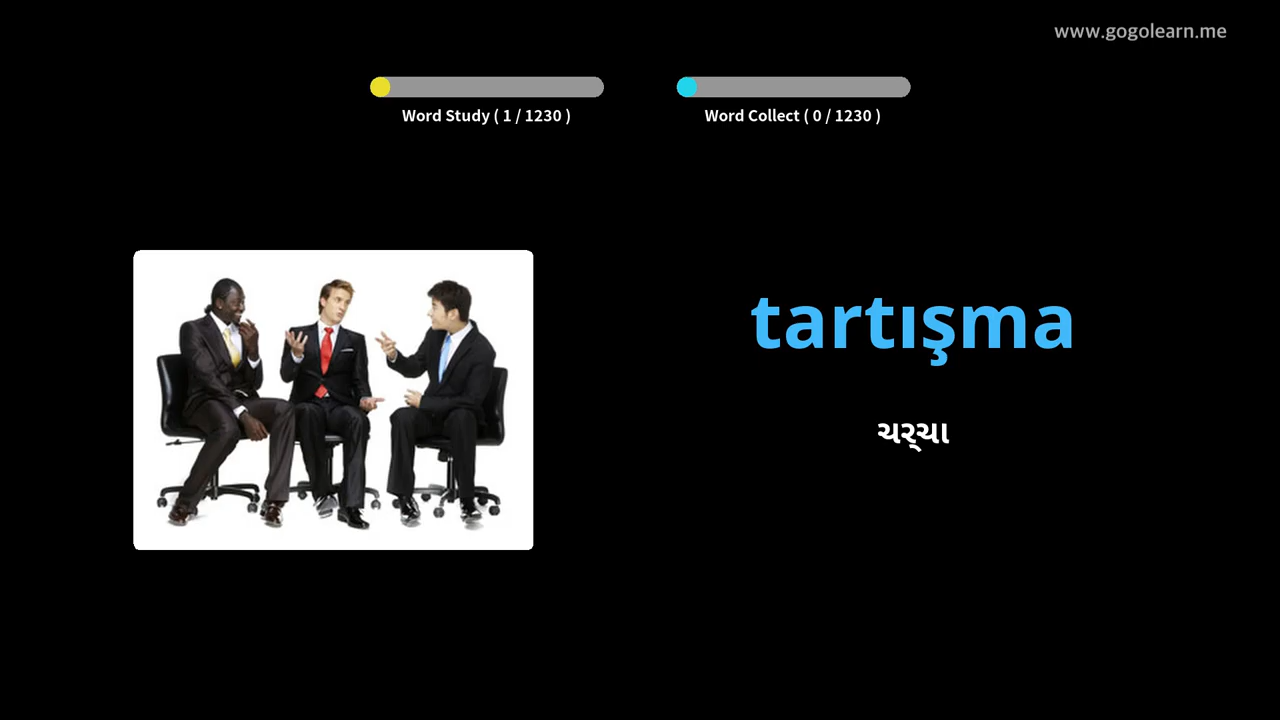 www.gogolearn.me
Word Study ( 1 / 1230 )
Word Collect ( 0 / 1230 )
tartışma
ચર્ચા